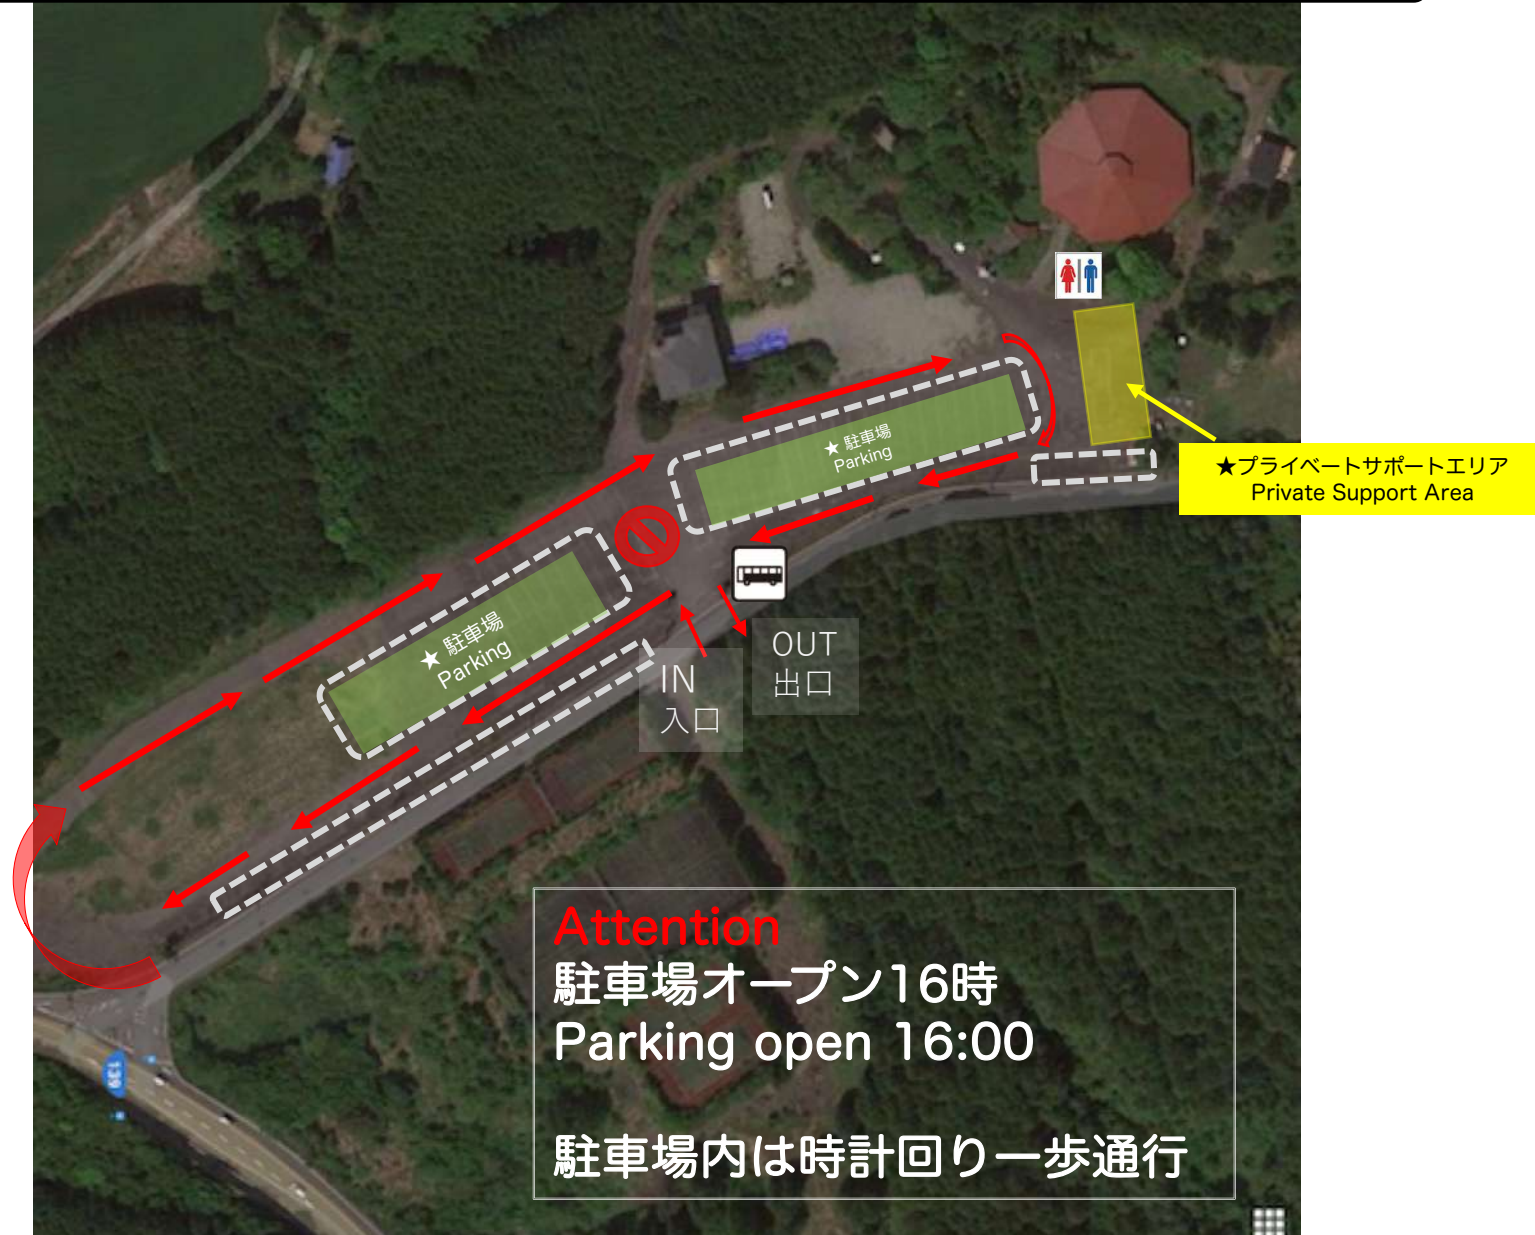 ★駐車場
Parking
★プライベートサポートエリア
Private Support Area
★駐車場
Parking
OUT
出口
IN
入口
Attention
駐車場オープン16時
Parking open 16:00
駐車場内は時計回り一歩通行
139